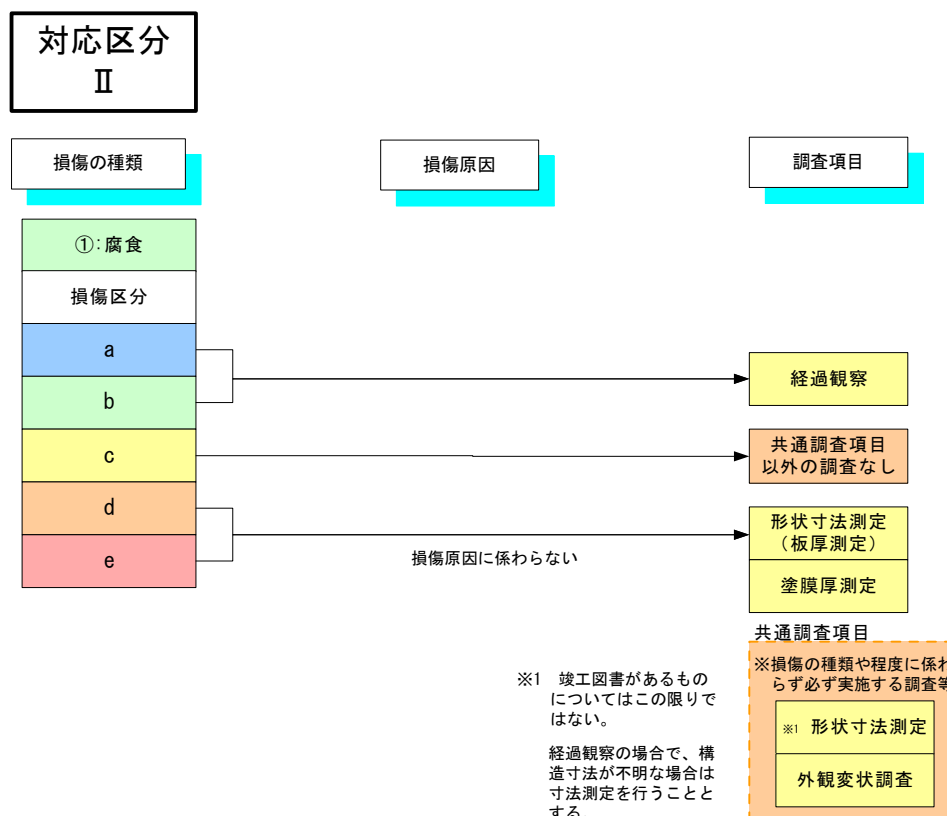 対応区分
Ⅱ
損傷の種類
損傷原因
調査項目
①:腐食
損傷区分
a
b
c
d
e
経過観察
共通調査項目
以外の調査なし
損傷原因に係わらない
形状寸法測定
(板厚測定)
塗膜厚測定
共通調査項目
※損傷の種類や程度に係わ
らず必ず実施する調査等
※1 形状寸法測定
外観変状調査
※1 竣工図書があるもの
についてはこの限りで
はない。
経過観察の場合で、構
造寸法が不明な場合は
寸法測定を行うことと
する